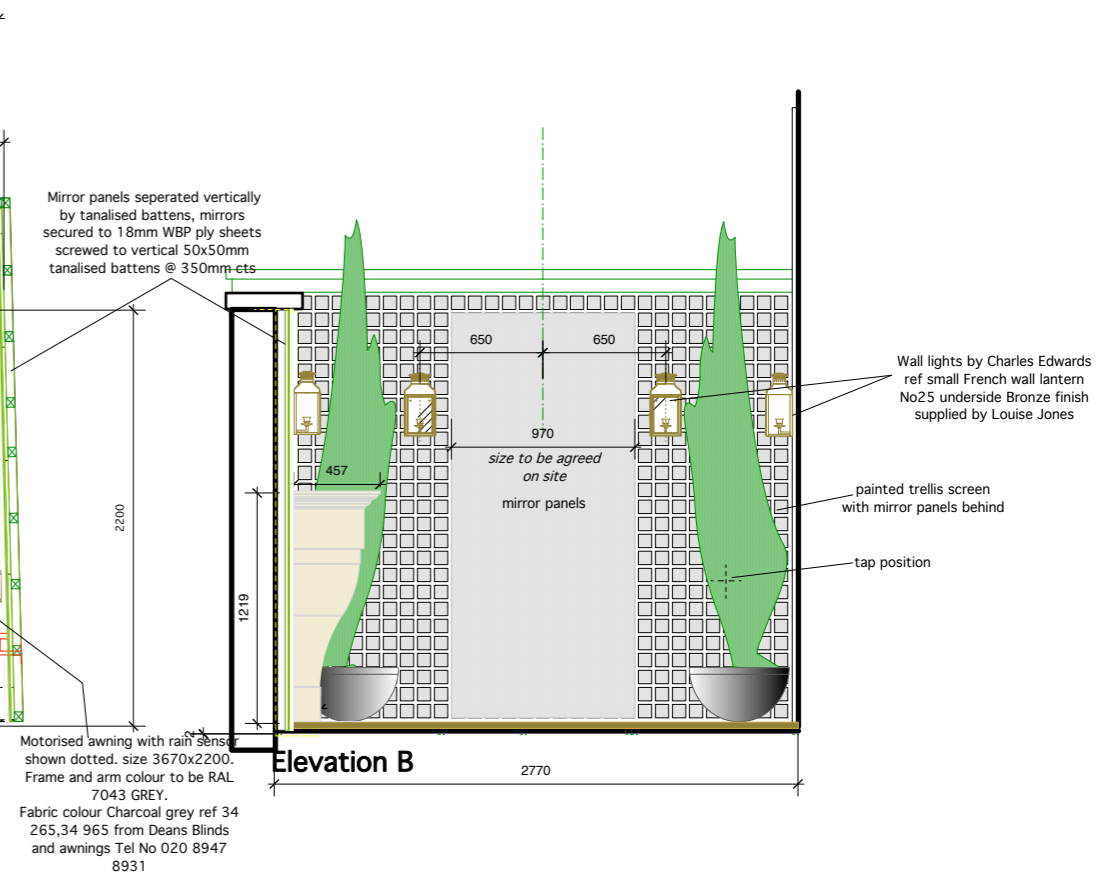 Mirror panels seperated vertically
by tanalised battens, mirrors
secured to 18mm WBP ply sheets
screwed to vertical 50x50mm
tanalised battens @ 350mm cts
650
650
Wall lights by Charles Edwards
ref small French wall lantern
No25 underside Bronze finish
supplied by Louise Jones
970
size to be agreed
on site
mirror panels
457
painted trellis screen
with mirror panels behind
2200
tap position
1219
Motorised awning with rain sensor
shown dotted. size 3670x2200.
Frame and arm colour to be RAL
7043 GREY.
Fabric colour Charcoal grey ref 34
265,34 965 from Deans Blinds
and awnings Tel No 020 8947
8931
Elevation B
2770